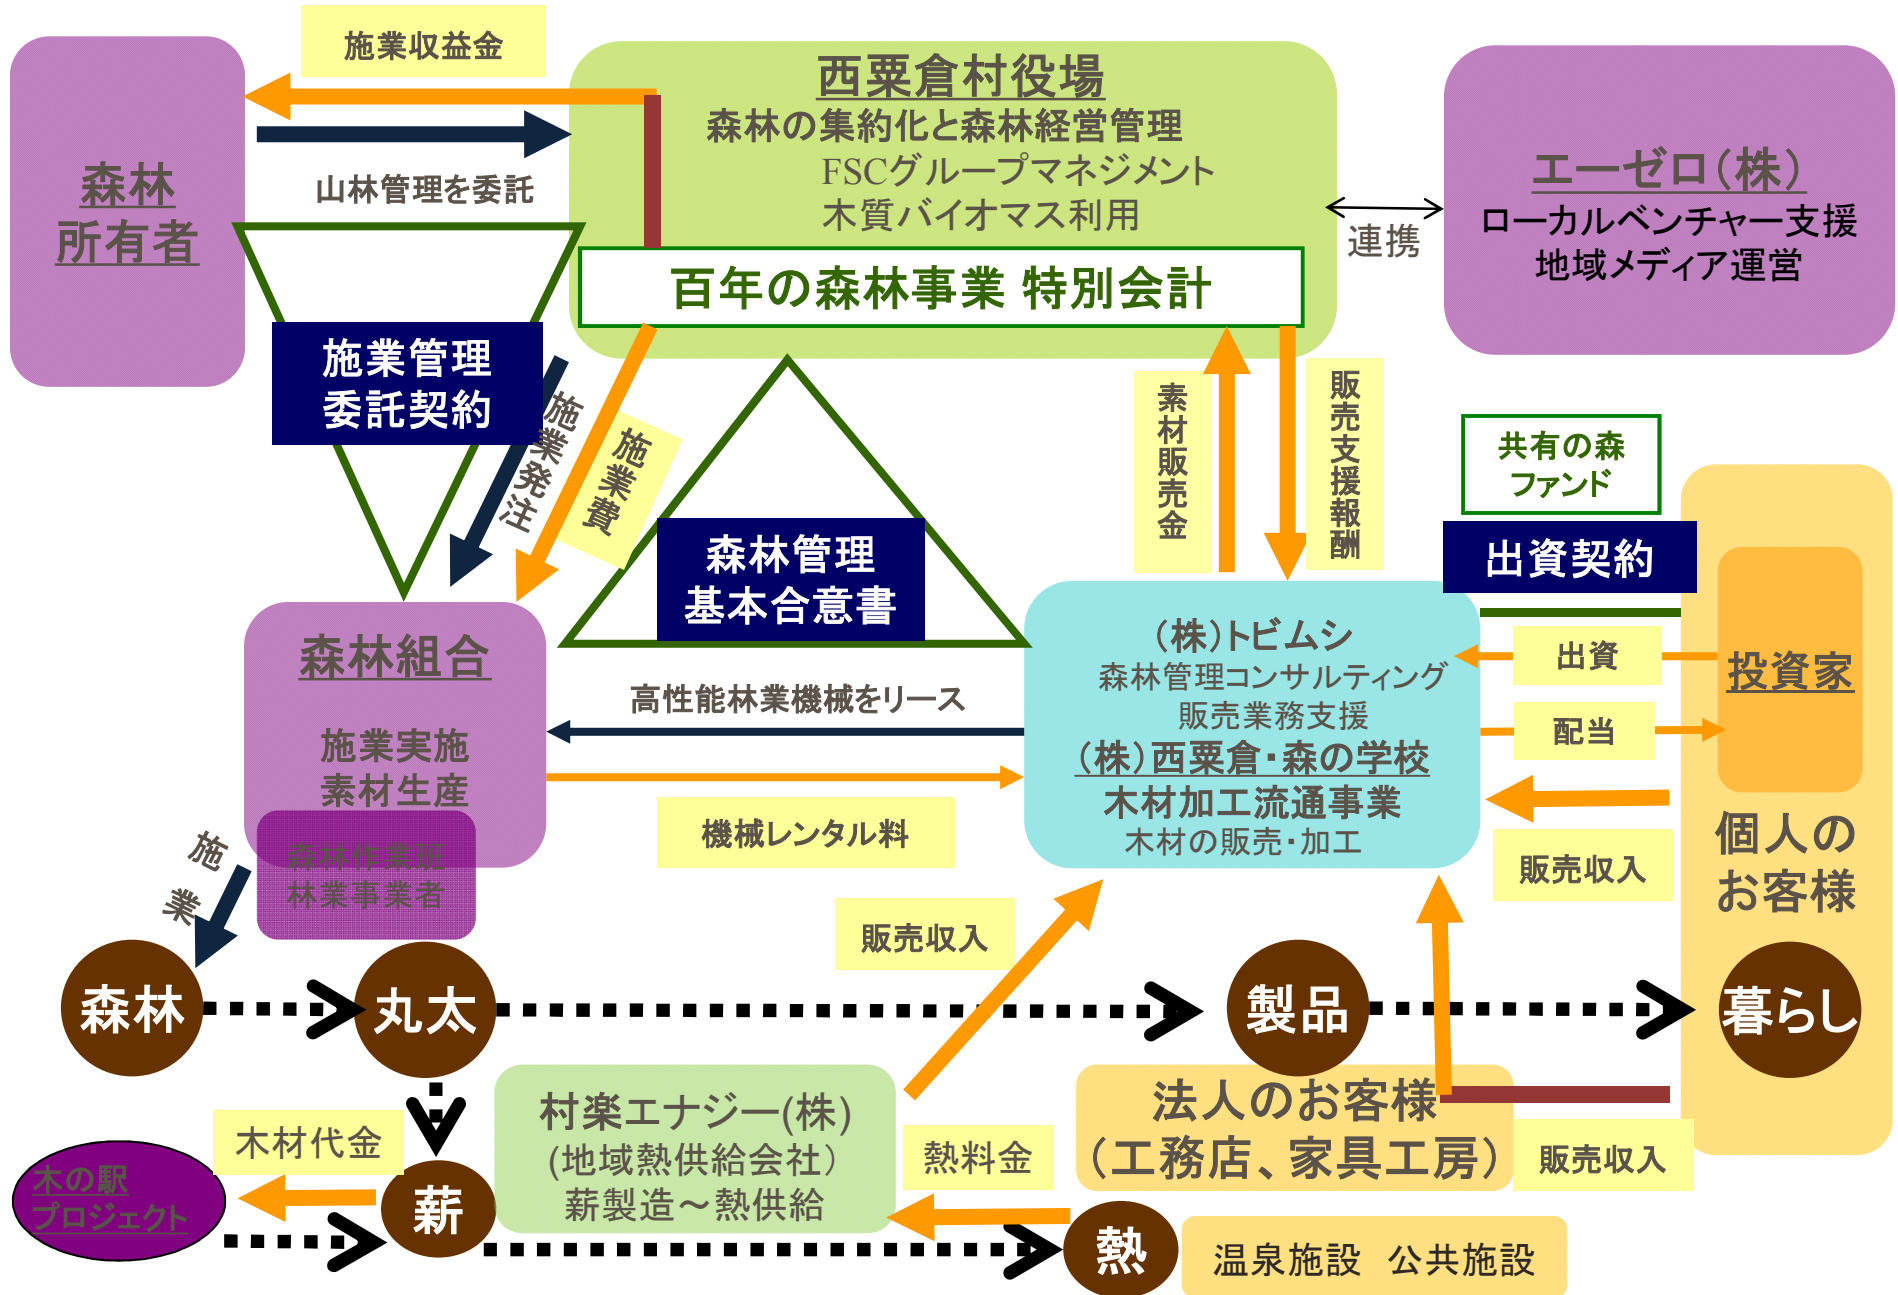 施業収益金
山林管理を委託
森林
所有者
西粟倉村役場
森林の集約化と森林経営管理
FSCグループマネジメント
木質バイオマス利用
百年の森林事業 特別会計
連携
エーゼロ(株)
ローカルベンチャー支援
地域メディア運営
施業管理
委託契約
施業発注
施業費
森林管理
基本合意書
素材販売金
販売支援報酬
共有の森
ファンド
出資契約
出資
配当
投資家
販売収入
個人の
お客様
森林組合
施業実施
素材生産
森林作業班
林業事業者
施業
高性能林業機械をリース
機械レンタル料
(株)トビムシ
森林管理コンサルティング
販売業務支援
(株)西粟倉・森の学校
木材加工流通事業
木材の販売・加工
販売収入
森林
丸太
製品
暮らし
村楽エナジー(株)
(地域熱供給会社)
薪製造～熱供給
法人のお客様
(工務店、家具工房)
販売収入
木材代金
木の駅
プロジェクト
薪
熱料金
熱
温泉施設 公共施設